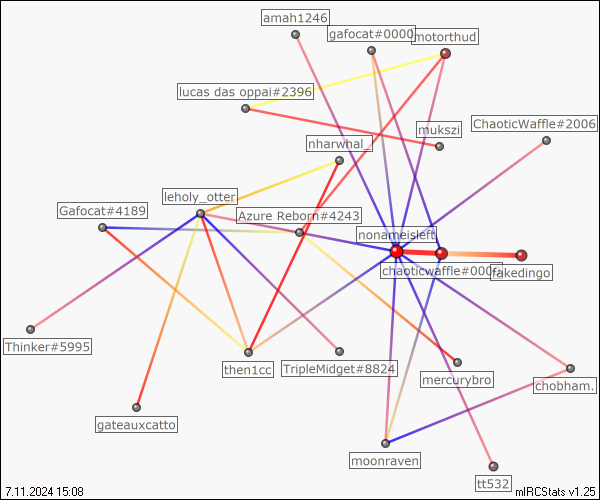 amah1246
gafocat#0000
motorthud
lucas das oppai#2396
mukszi
ChaoticWaffle#2006
nharwhal_
leholy_otter
Gafocat#4189
Azure Reborn#4243
nonameisleft
chaoticwaffle#000
fakedingo
Thinker#5995
then1cc
TripleMidget#8824
mercurybro
chobham.
gateauxcatto
moonraven
tt532
7.11.2024 15:08
mIRCStats v1.25